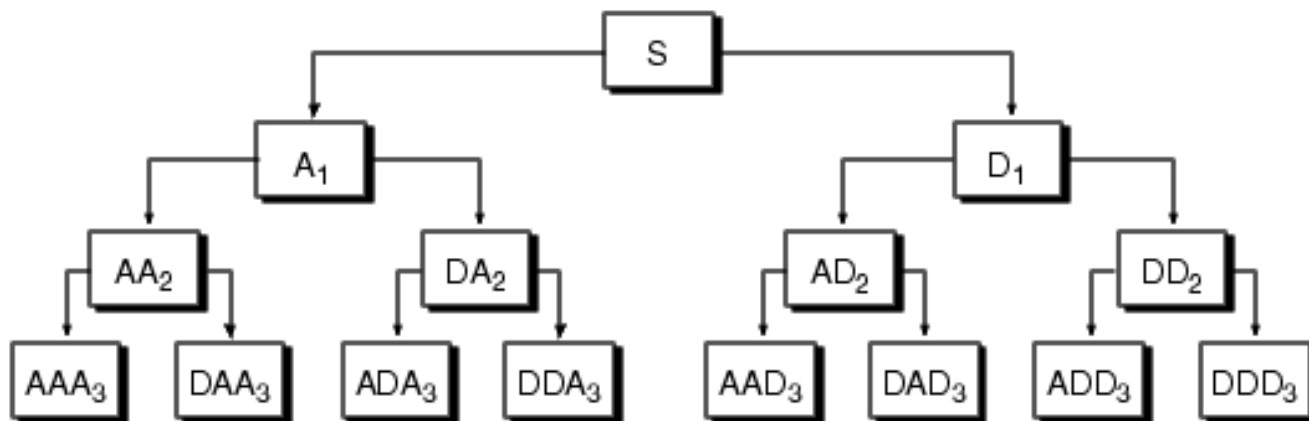 S
A₁ D₁
AA₂ DA₂ AD₂ DD₂
AAA₃ DAA₃ ADA₃ DDA₃ AAD₃ DAD₃ ADD₃ DDD₃